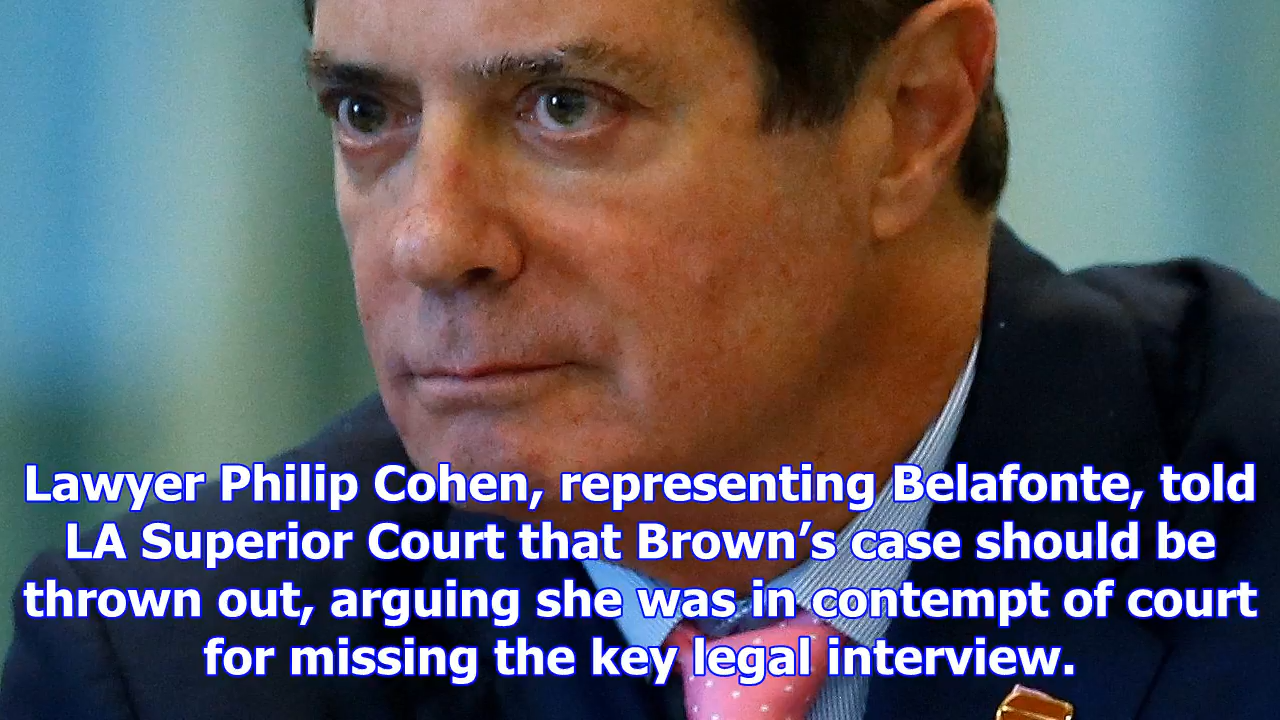 Lawyer Philip Cohen, representing Belafonte, told
LA Superior Court that Brown’s case should be
thrown out, arguing she was in contempt of court
for missing the key legal interview.